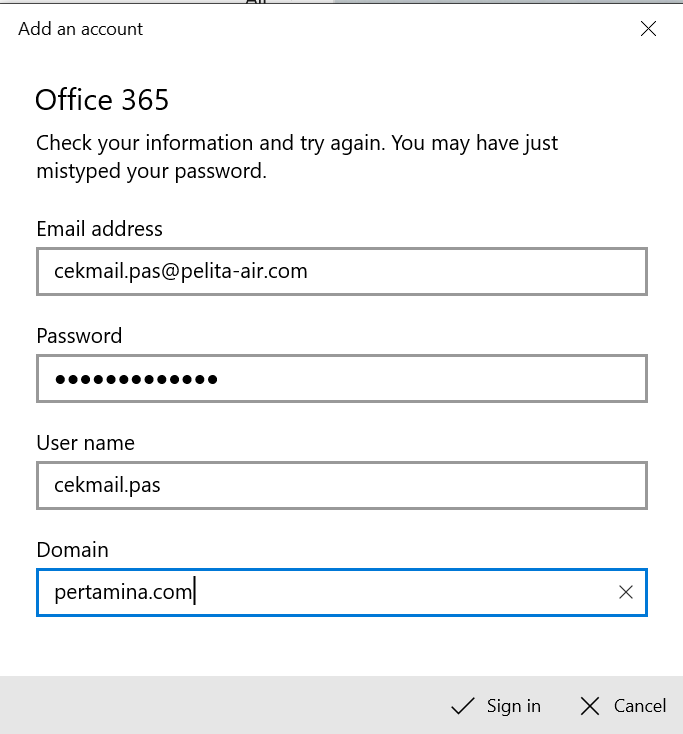 Add an account
Office 365
Check your information and try again. You may have just
mistyped your password.
Email address
cekmail.pas@pelita-air.com
Password
•••••••••••••
User name
cekmail.pas
Domain
pertamina.com
Sign in
Cancel